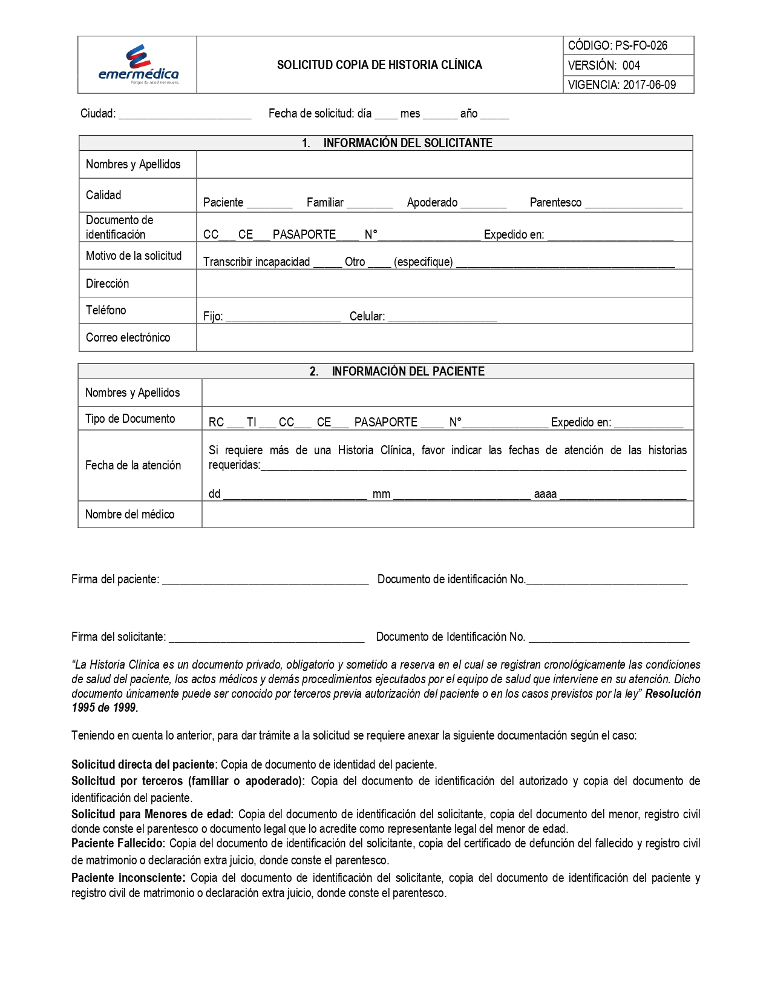 emermédica
Porque tu salud nos mueve.
SOLICITUD COPIA DE HISTORIA CLÍNICA
CÓDIGO: PS-FO-026
VERSIÓN: 004
VIGENCIA: 2017-06-09
Ciudad: _______________________ Fecha de solicitud: día ____ mes ______ año _____
1. INFORMACIÓN DEL SOLICITANTE
Nombres y Apellidos
Calidad
Paciente ________ Familiar ________ Apoderado ________ Parentesco _________________
Documento de
identificación
CC___ CE___ PASAPORTE____ N°__________________ Expedido en: ______________________
Motivo de la solicitud
Transcribir incapacidad _____ Otro ____ (especifique) ______________________________________
Dirección
Teléfono
Fijo: ____________________ Celular: ___________________
Correo electrónico
2. INFORMACIÓN DEL PACIENTE
Nombres y Apellidos
Tipo de Documento
RC ___ TI ___ CC___ CE___ PASAPORTE ____ N°_______________ Expedido en: ____________
Fecha de la atención
Si requiere más de una Historia Clínica, favor indicar las fechas de atención de las historias
requeridas:__________________________________________________________________________
dd _________________________ mm ________________________ aaaa ______________________
Nombre del médico
Firma del paciente: ____________________________________ Documento de identificación No.____________________________
Firma del solicitante: __________________________________ Documento de Identificación No. ____________________________
“La Historia Clínica es un documento privado, obligatorio y sometido a reserva en el cual se registran cronológicamente las condiciones
de salud del paciente, los actos médicos y demás procedimientos ejecutados por el equipo de salud que interviene en su atención. Dicho
documento únicamente puede ser conocido por terceros previa autorización del paciente o en los casos previstos por la ley” Resolución
1995 de 1999.
Teniendo en cuenta lo anterior, para dar trámite a la solicitud se requiere anexar la siguiente documentación según el caso:
Solicitud directa del paciente: Copia de documento de identidad del paciente.
Solicitud por terceros (familiar o apoderado): Copia del documento de identificación del autorizado y copia del documento de
identificación del paciente.
Solicitud para Menores de edad: Copia del documento de identificación del solicitante, copia del documento del menor, registro civil
donde conste el parentesco o documento legal que lo acredite como representante legal del menor de edad.
Paciente Fallecido: Copia del documento de identificación del solicitante, copia del certificado de defunción del fallecido y registro civil
de matrimonio o declaración extra juicio, donde conste el parentesco.
Paciente inconsciente: Copia del documento de identificación del solicitante, copia del documento de identificación del paciente y
registro civil de matrimonio o declaración extra juicio, donde conste el parentesco.